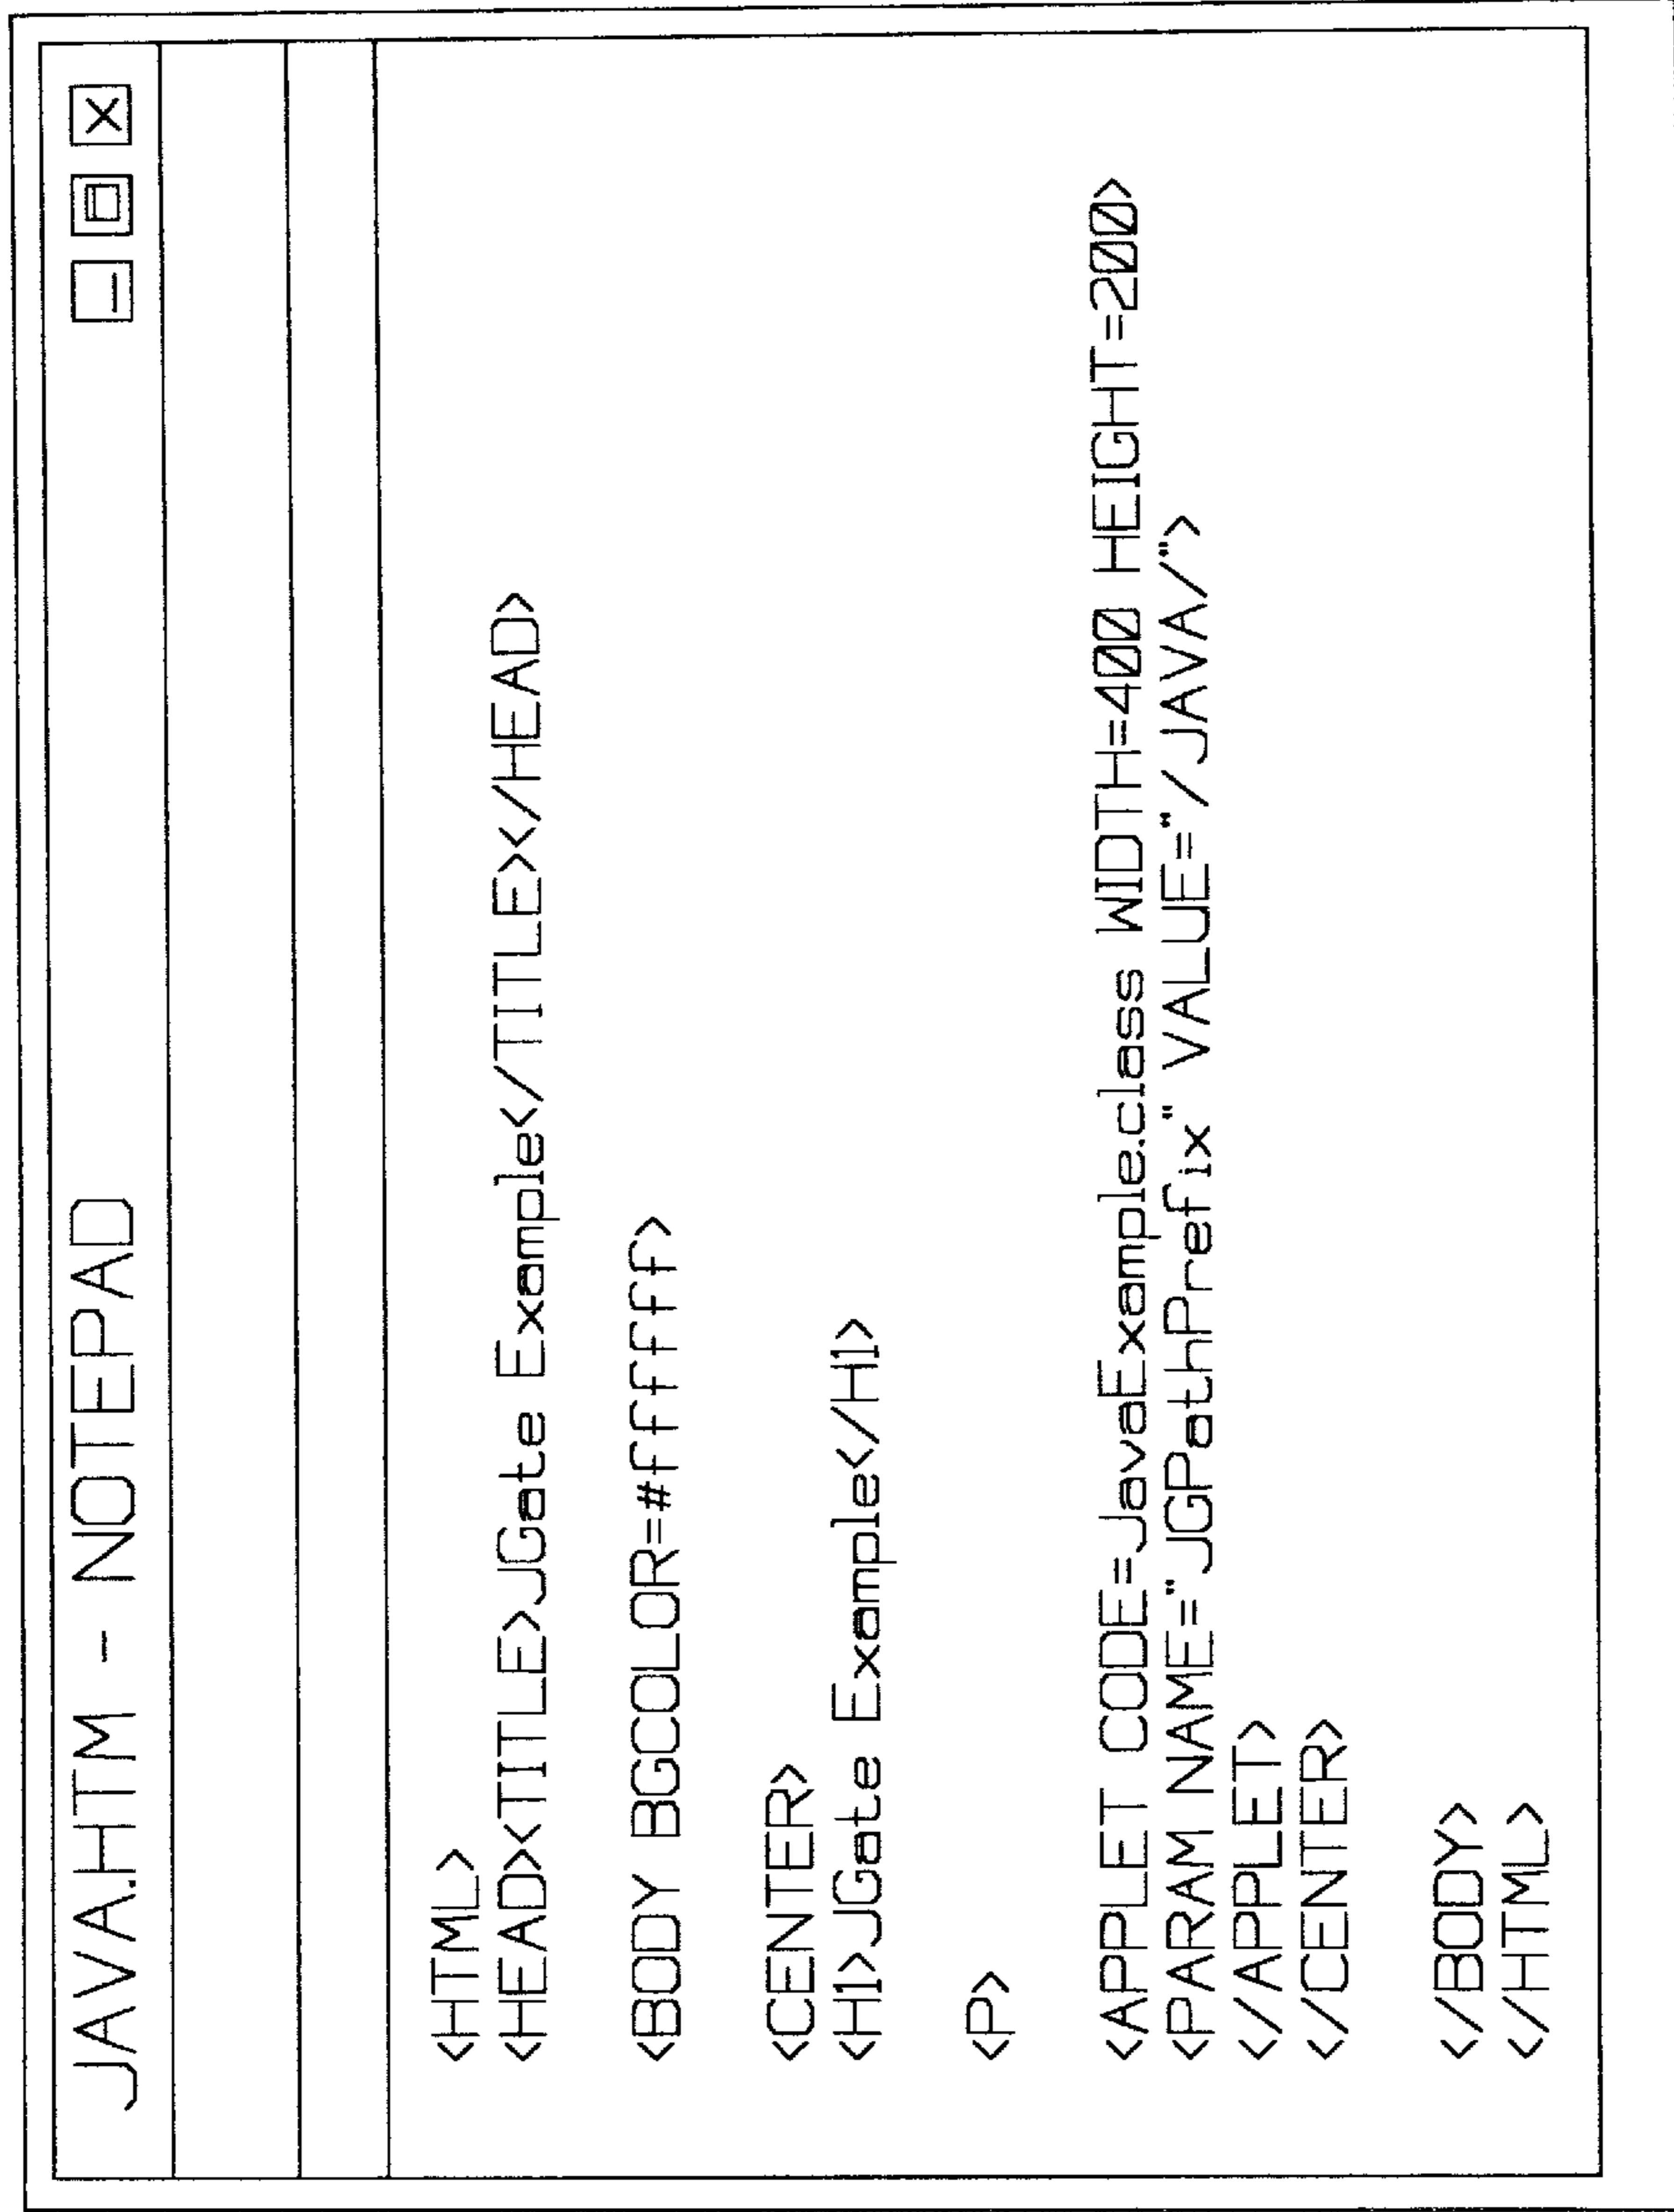 JAVA.HTM - NOTEPAD
<HTML>
<HEAD><TITLE>JGate Example</TITLE></HEAD>
<BODY BGCOLOR=#ffffff>
<CENTER>
<H1>JGate Example</H1>
<P>
<APPLET CODE=JavaExample.class WIDTH=400 HEIGHT=200>
<PARAM NAME="JGPathPrefix" VALUE="/JAVA/">
</APPLET>
</CENTER>
</BODY>
</HTML>